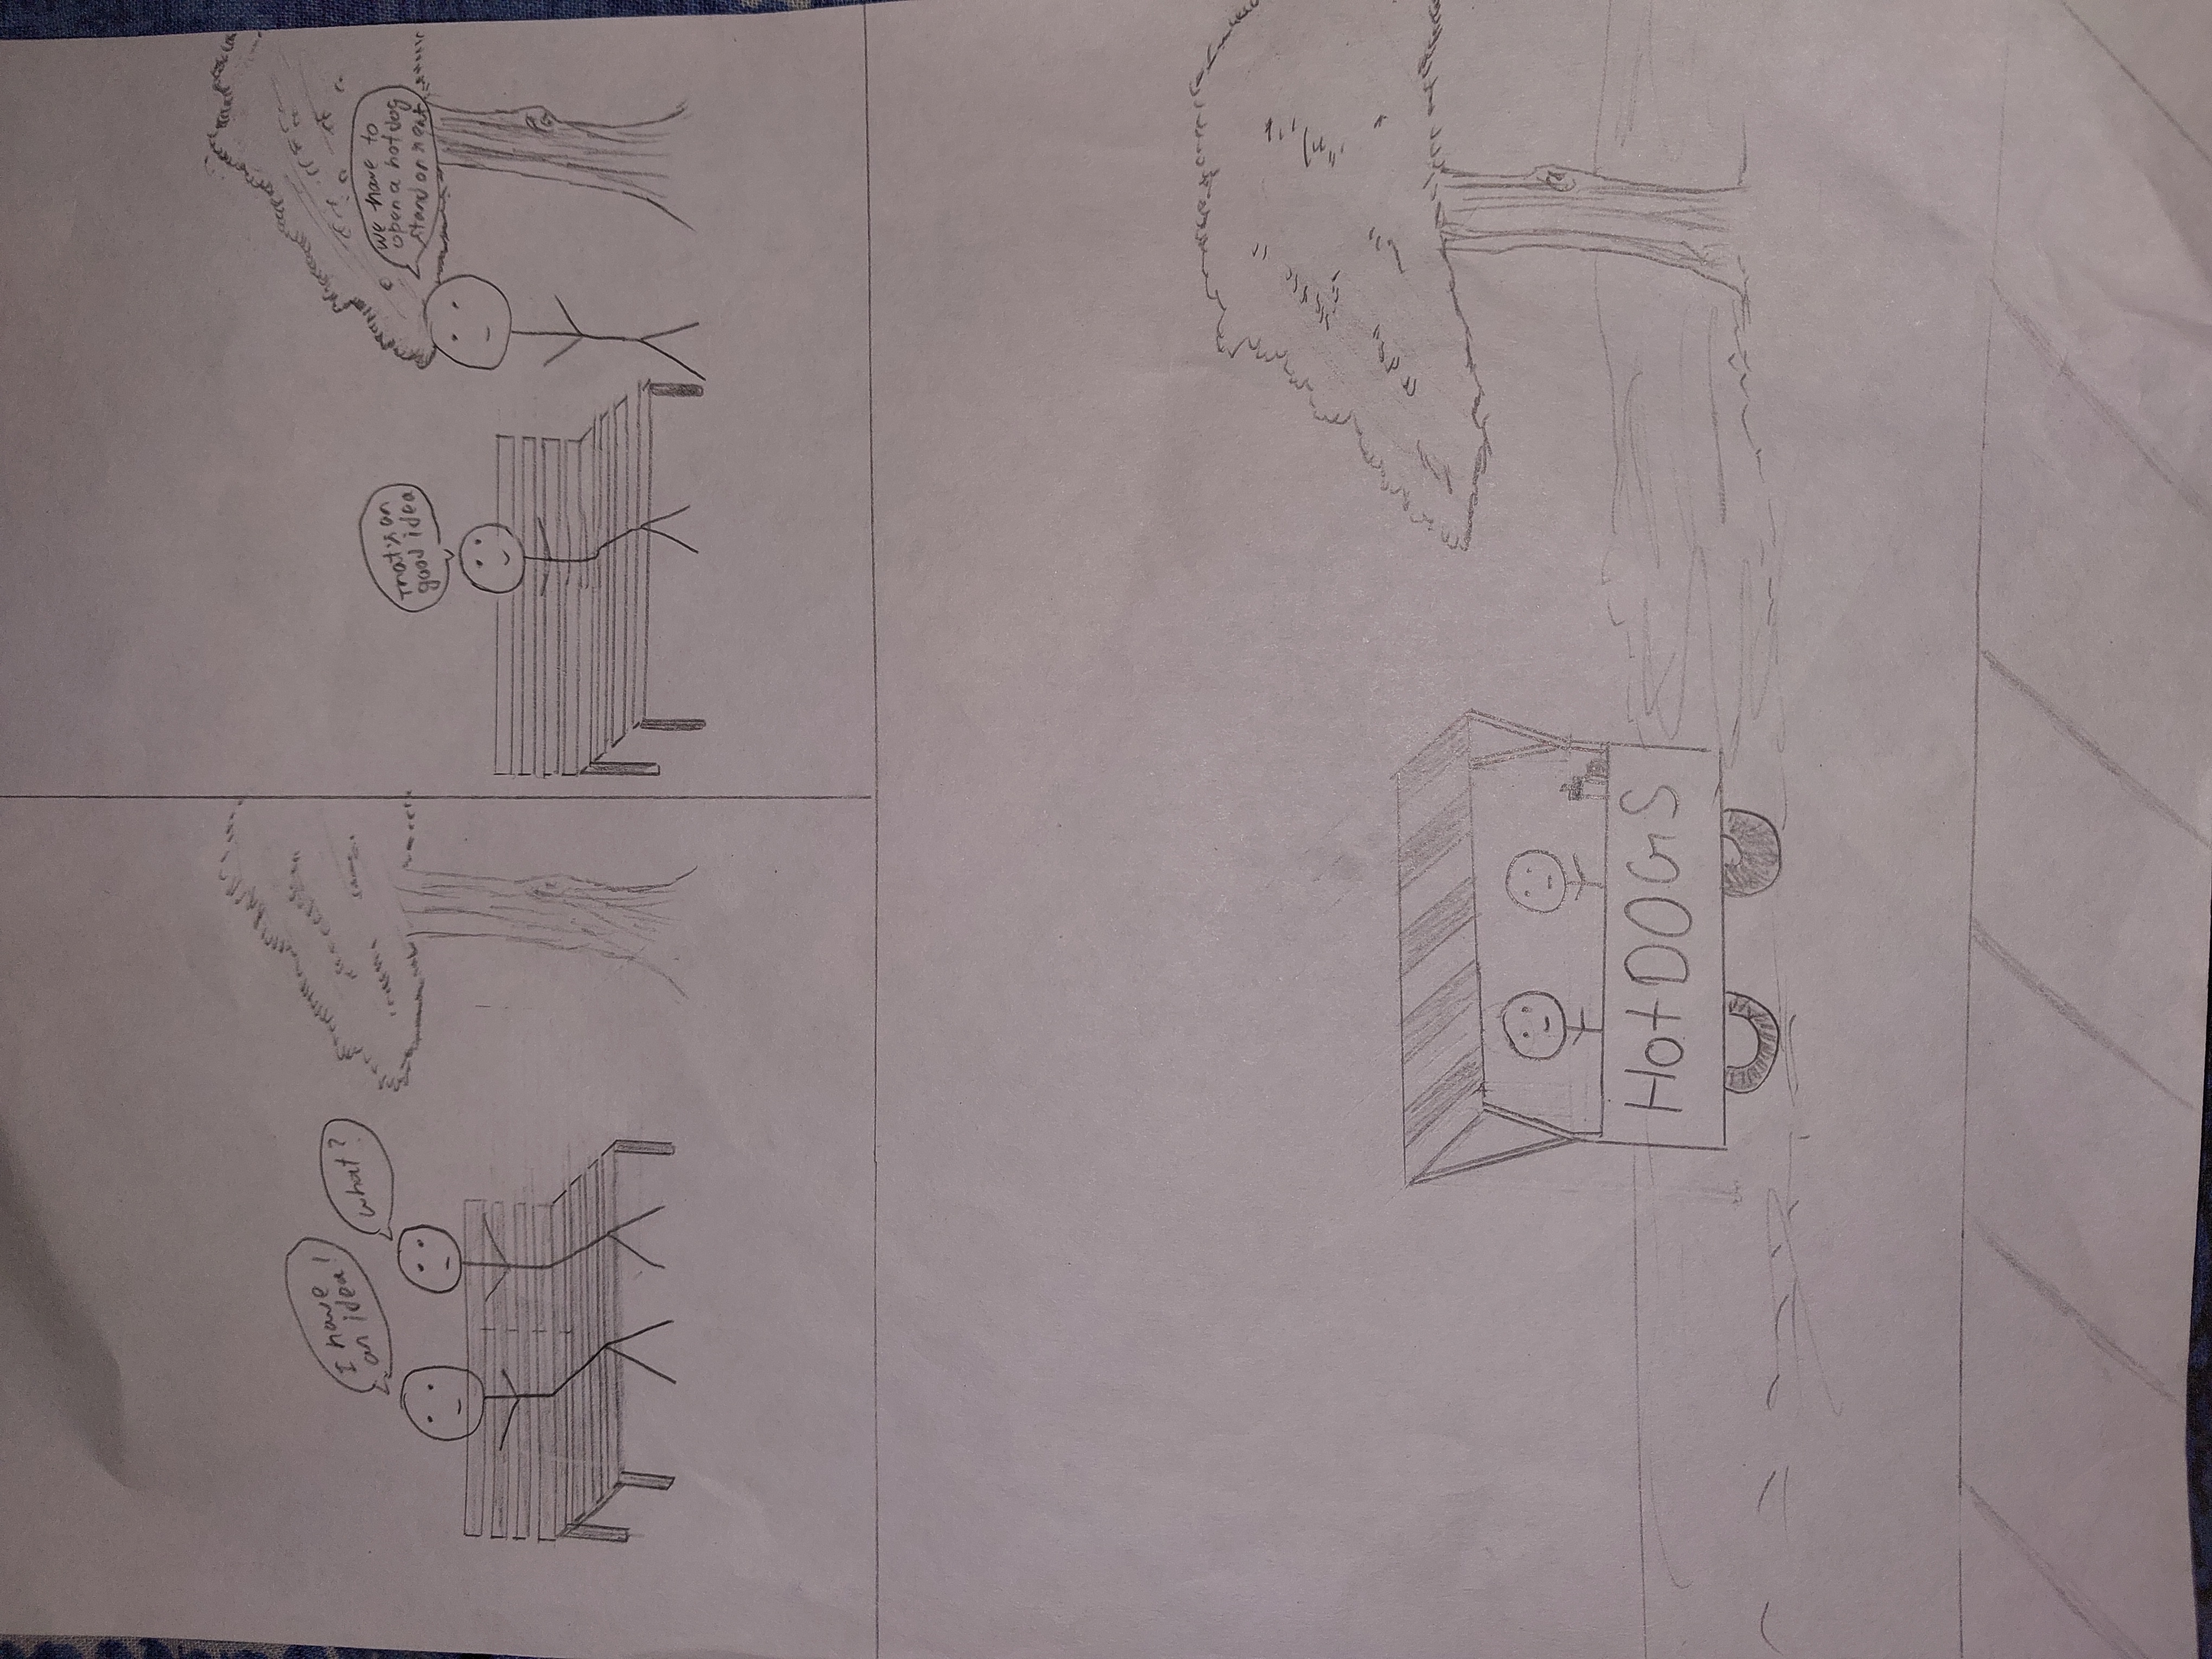 I have
an idea!
what?
That's an
good idea
we have to
open a hotdog
stand or
HotDOGS